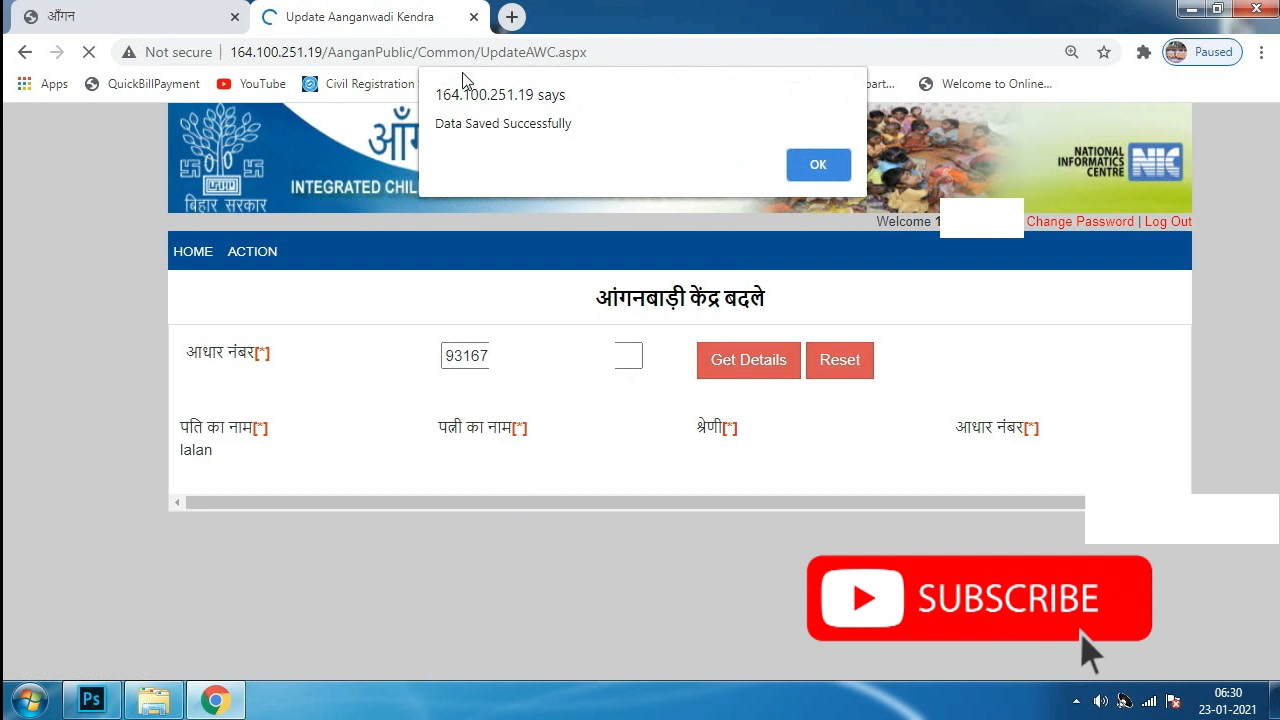 आँगन
Update Aanganwadi Kendra
Not secure | 164.100.251.19/AanganPublic/Common/UpdateAWC.aspx
Paused
Apps
QuickBillPayment
YouTube
Civil Registration
Welcome to Online...
164.100.251.19 says
Data Saved Successfully
OK
बिहार सरकार
INTEGRATED
NATIONAL
INFORMATICS
CENTRE
NIC
Welcome
Change Password | Log Out
HOME ACTION
आंगनबाड़ी केंद्र बदले
आधार नंबर[*]
93167
Get Details
Reset
पति का नाम[*]
पत्नी का नाम[*]
श्रेणी[*]
आधार नंबर[*]
lalan
SUBSCRIBE
Ps
06:30
23-01-2021